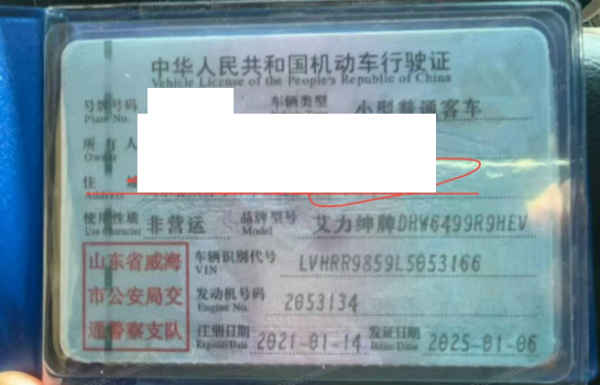 中华人民共和国机动车行驶证
Vehicle License of the People's Republic of China
号牌号码 车辆类型 小型普通客车
Plate No.
所有人
Owner
住
Address
使用性质 非营运 品牌型号 艾力绅牌DHW6499R9HEV
Use Character Model
山东省威海 车辆识别代号 LVHRR9859L5053166
VIN
市公安局交 发动机号码 2053134
Engine No.
通警察支队 注册日期 2021-01-14 发证日期 2025-01-06
Register Date Issue Date